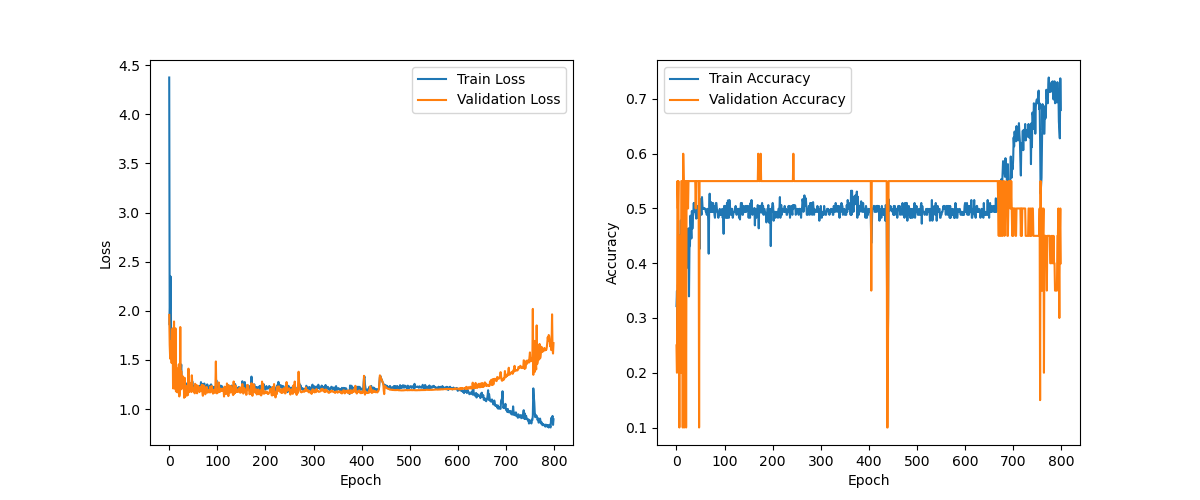 4.5
4.0
3.5
3.0
2.5
2.0
1.5
1.0
Loss
0 100 200 300 400 500 600 700 800
Epoch
Train Loss
Validation Loss
0.7
0.6
0.5
0.4
0.3
0.2
0.1
Accuracy
0 100 200 300 400 500 600 700 800
Epoch
Train Accuracy
Validation Accuracy